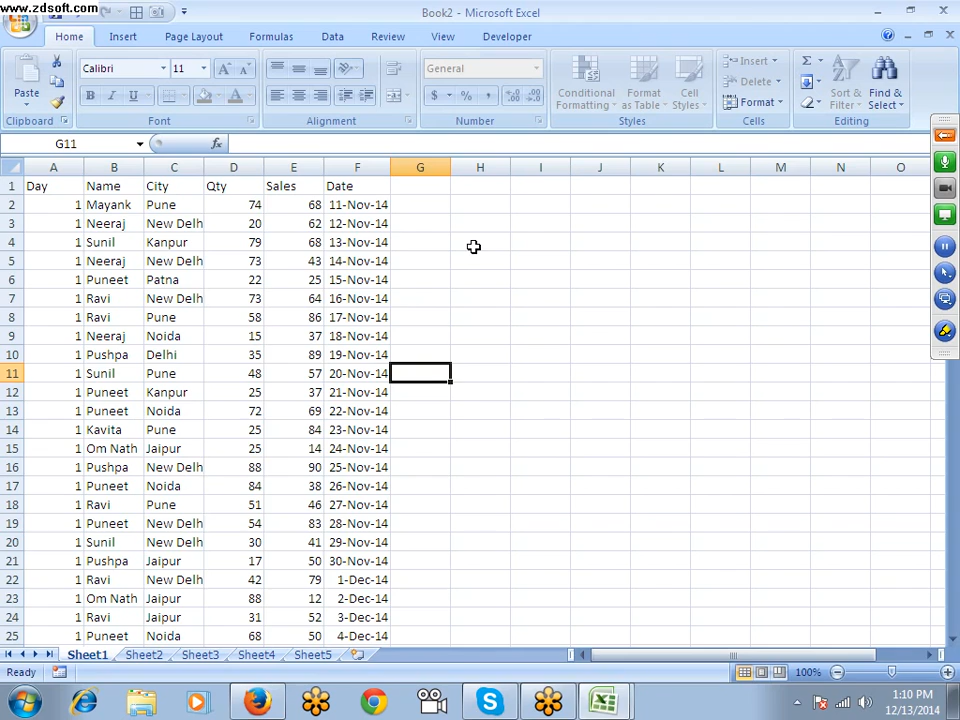 www.zdsoft.com
Book2 - Microsoft Excel
Home Insert Page Layout Formulas Data Review View Developer
Paste
Calibri 11 A A
B I U A
General
$ % ,
Conditional Formatting
Format as Table
Cell Styles
Insert
Delete
Format
Σ
Sort & Filter
Find & Select
Clipboard Font Alignment Number Styles Cells Editing
G11 fx
A B C D E F G H I J K L M N O
1 Day Name City Qty Sales Date
2 1 Mayank Pune 74 68 11-Nov-14
3 1 Neeraj New Delh 20 62 12-Nov-14
4 1 Sunil Kanpur 79 68 13-Nov-14
5 1 Neeraj New Delh 73 43 14-Nov-14
6 1 Puneet Patna 22 25 15-Nov-14
7 1 Ravi New Delh 73 64 16-Nov-14
8 1 Ravi Pune 58 86 17-Nov-14
9 1 Neeraj Noida 15 37 18-Nov-14
10 1 Pushpa Delhi 35 89 19-Nov-14
11 1 Sunil Pune 48 57 20-Nov-14
12 1 Puneet Kanpur 25 37 21-Nov-14
13 1 Puneet Noida 72 69 22-Nov-14
14 1 Kavita Pune 25 84 23-Nov-14
15 1 Om Nath Jaipur 25 14 24-Nov-14
16 1 Pushpa New Delh 88 90 25-Nov-14
17 1 Puneet Noida 84 38 26-Nov-14
18 1 Ravi Pune 51 46 27-Nov-14
19 1 Puneet New Delh 54 83 28-Nov-14
20 1 Sunil New Delh 30 41 29-Nov-14
21 1 Pushpa Jaipur 17 50 30-Nov-14
22 1 Ravi New Delh 42 79 1-Dec-14
23 1 Om Nath Jaipur 88 12 2-Dec-14
24 1 Ravi Jaipur 31 52 3-Dec-14
25 1 Puneet Noida 68 50 4-Dec-14
Sheet1 Sheet2 Sheet3 Sheet4 Sheet5
Ready 100%
1:10 PM
12/13/2014